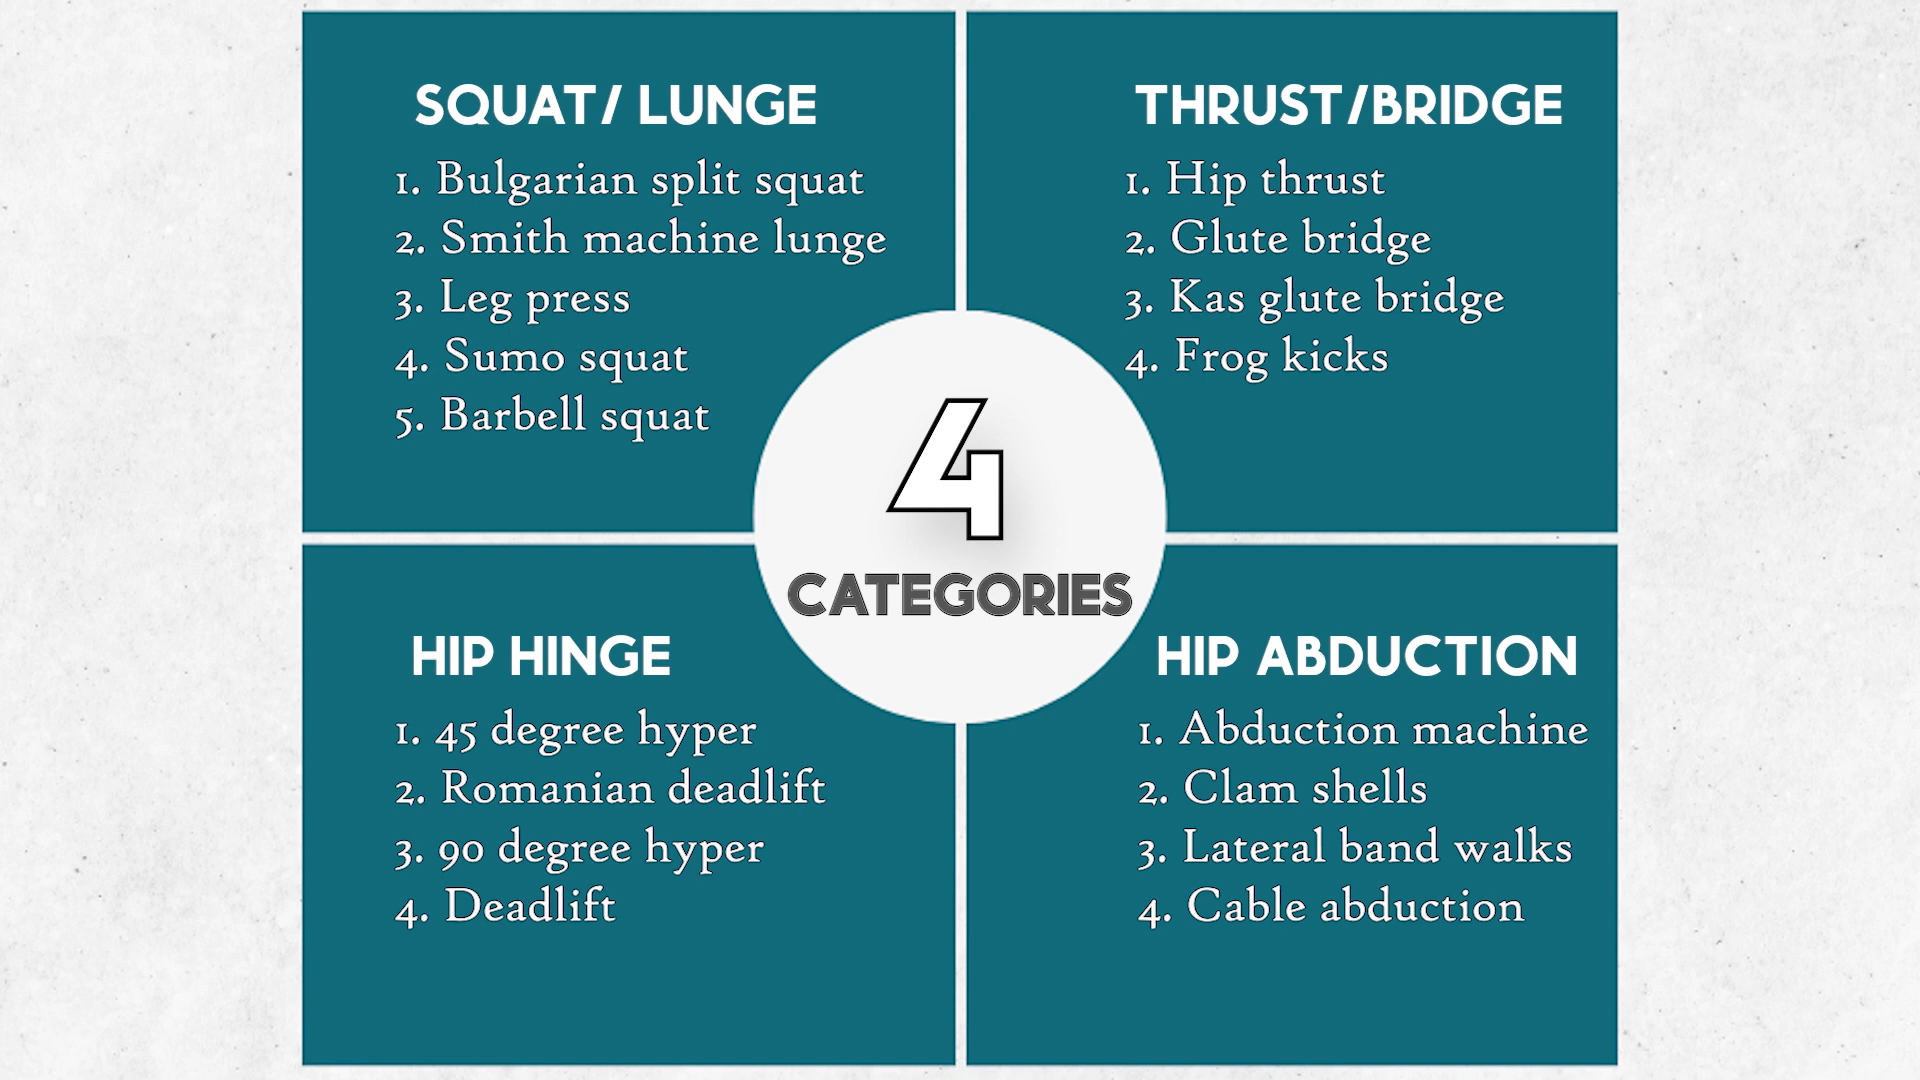 SQUAT/ LUNGE
1. Bulgarian split squat
2. Smith machine lunge
3. Leg press
4. Sumo squat
5. Barbell squat
THRUST/BRIDGE
1. Hip thrust
2. Glute bridge
3. Kas glute bridge
4. Frog kicks
4
CATEGORIES
HIP HINGE
1. 45 degree hyper
2. Romanian deadlift
3. 90 degree hyper
4. Deadlift
HIP ABDUCTION
1. Abduction machine
2. Clam shells
3. Lateral band walks
4. Cable abduction